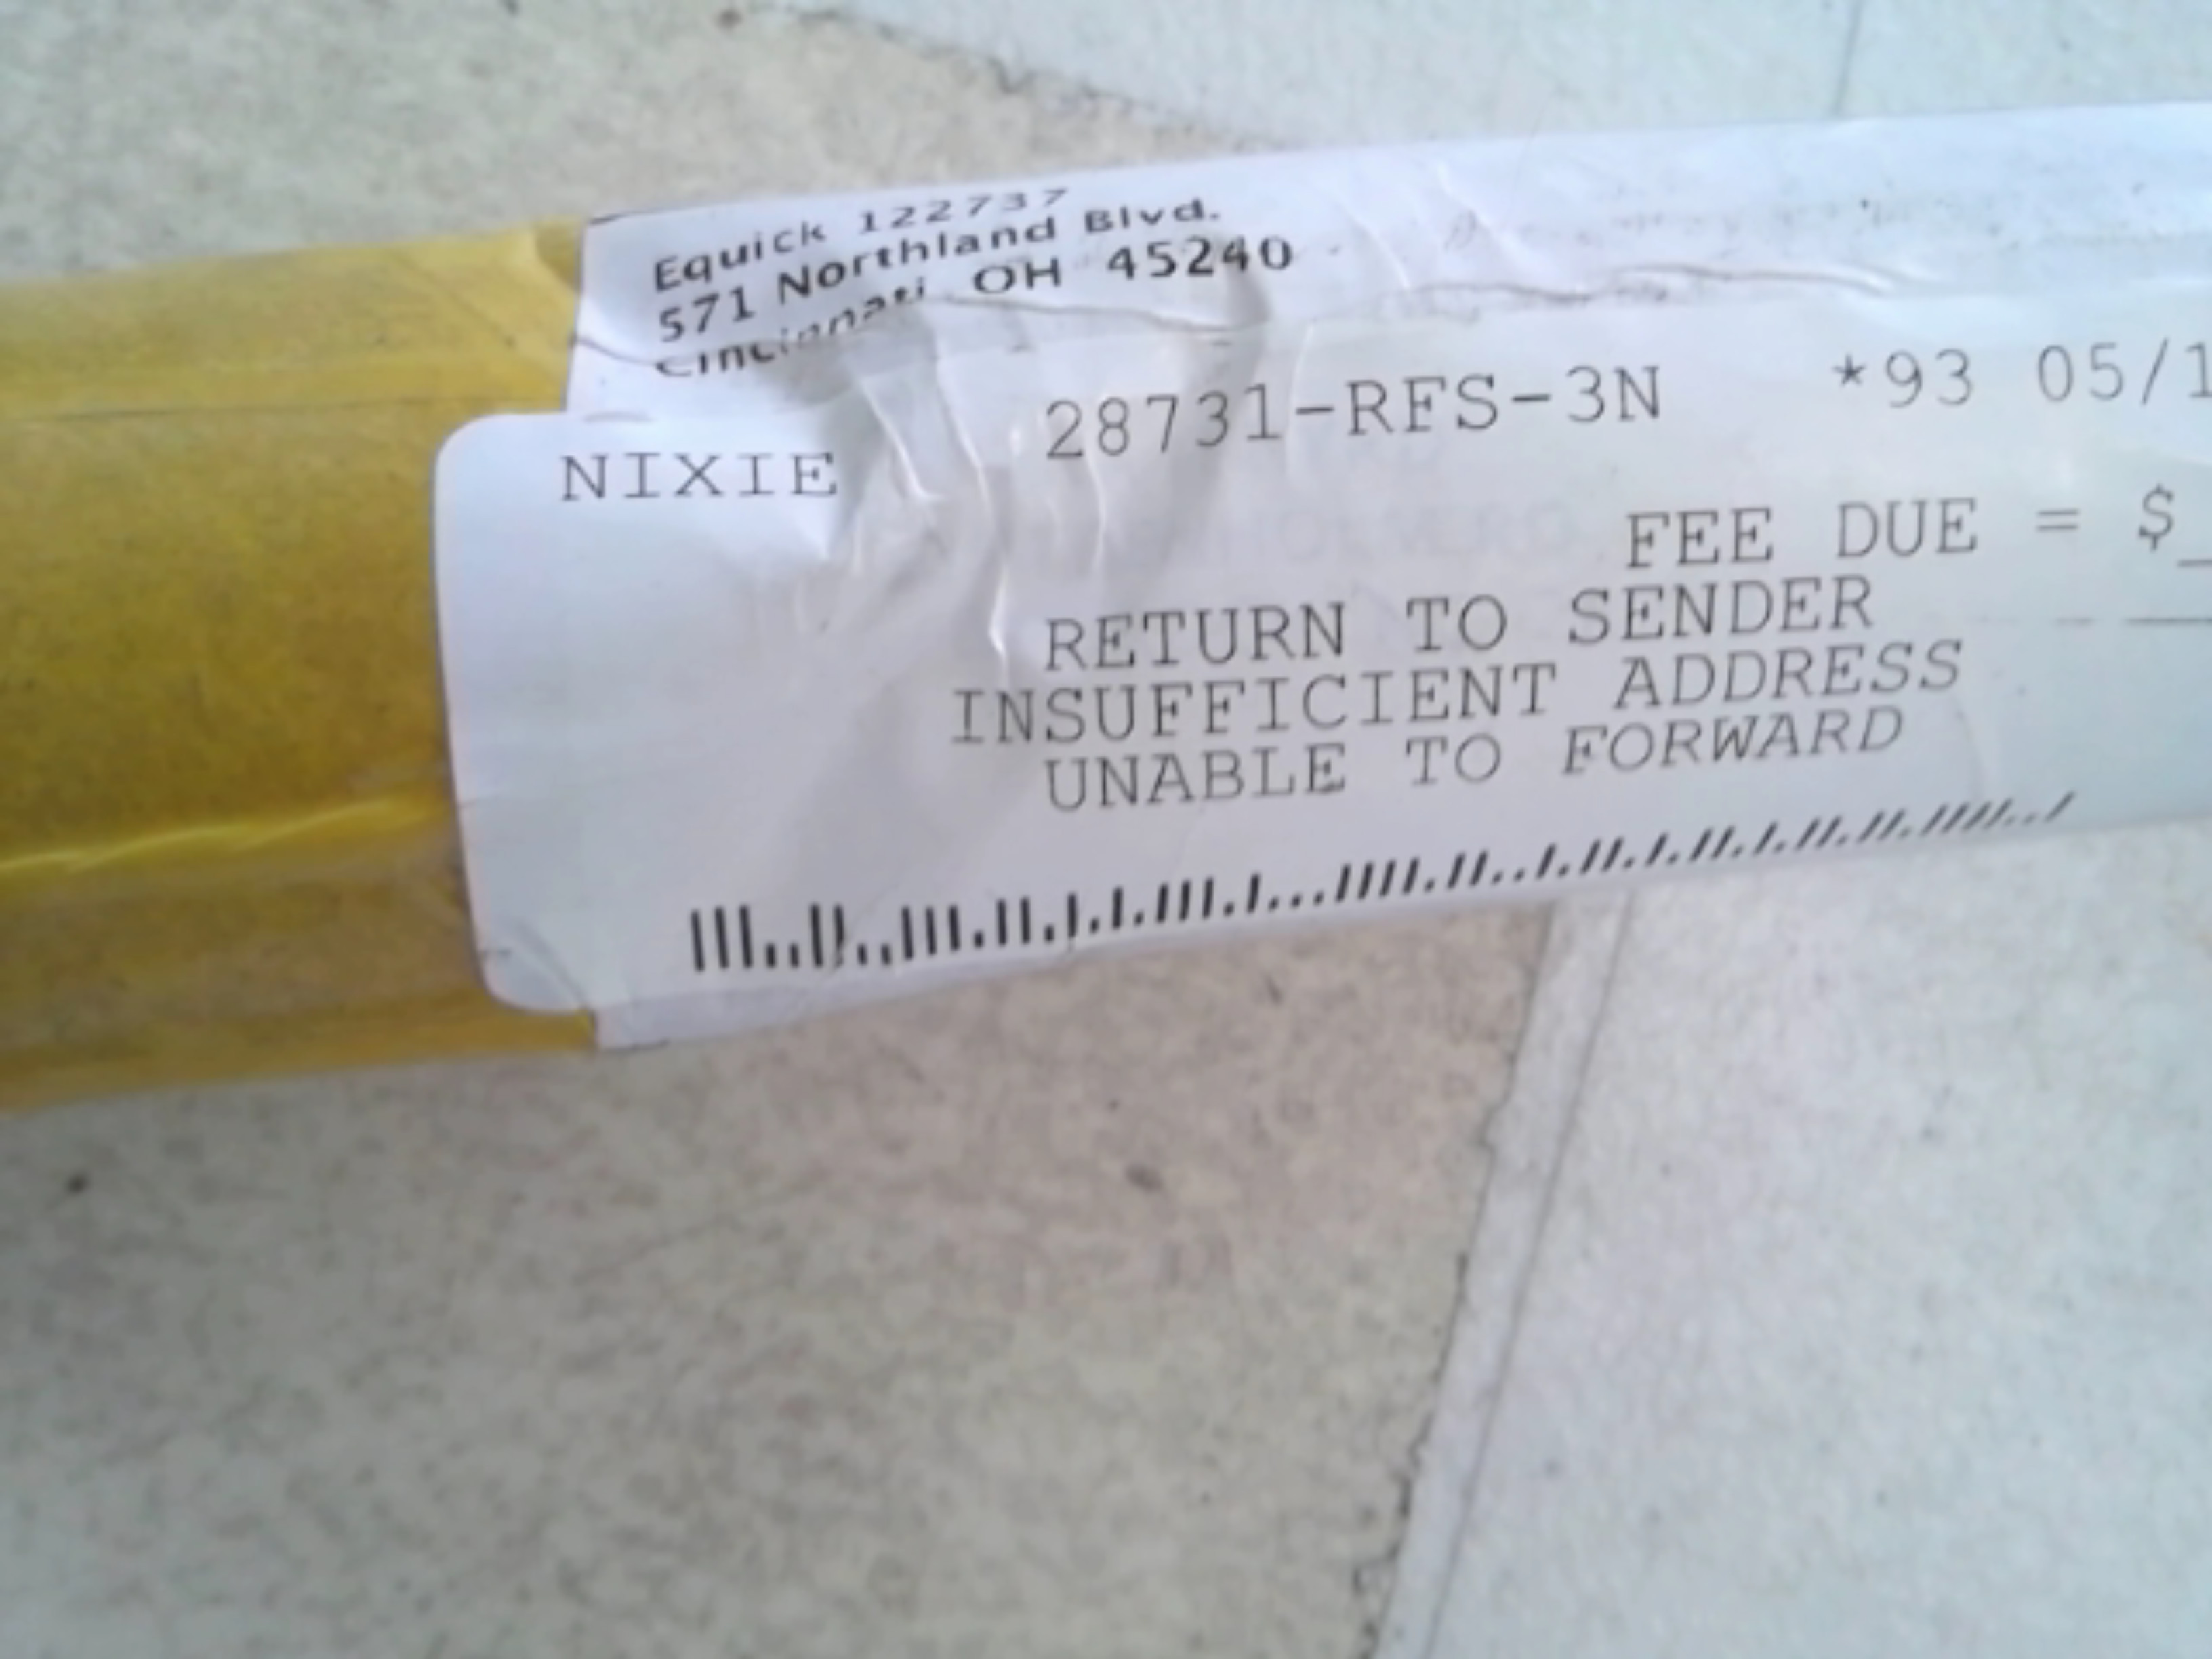 Equick 122737
571 Northland Blvd.
Cincinnati OH 45240
NIXIE 28731-RFS-3N *93 05/1
FEE DUE = $_
RETURN TO SENDER
INSUFFICIENT ADDRESS
UNABLE TO FORWARD